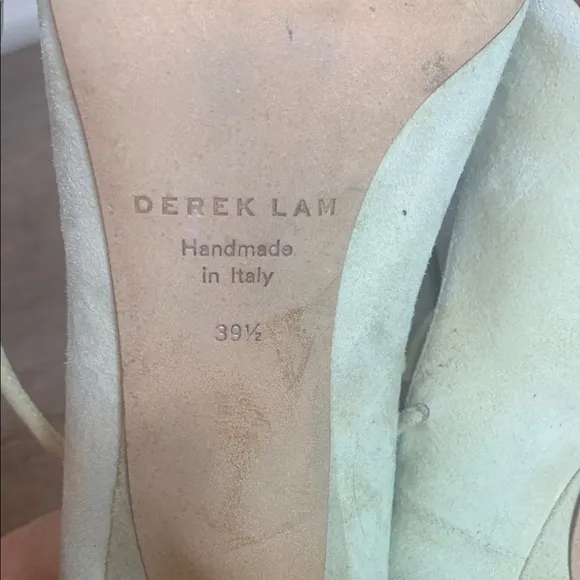 DEREK LAM
Handmade
in Italy
39½